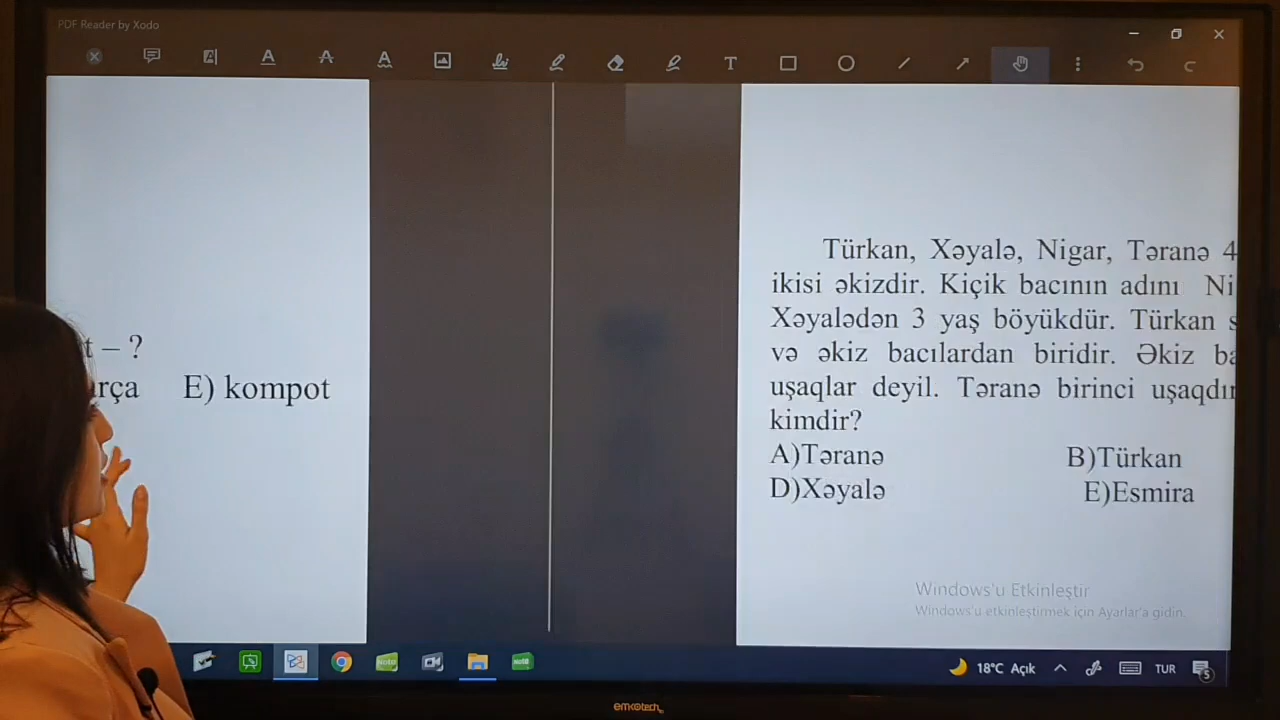 PDF Reader by Xodo
t – ?
rça E) kompot
Türkan, Xəyalə, Nigar, Təranə 4
ikisi əkizdir. Kiçik bacının adını Ni
Xəyalədən 3 yaş böyükdür. Türkan s
və əkiz bacılardan biridir. Əkiz ba
uşaqlar deyil. Təranə birinci uşaqdır
kimdir?
A)Təranə B)Türkan
D)Xəyalə E)Esmira
Windows'u Etkinleştir
Windows'u etkinleştirmek için Ayarlar'a gidin.
18°C Açık TUR 5
emkotech